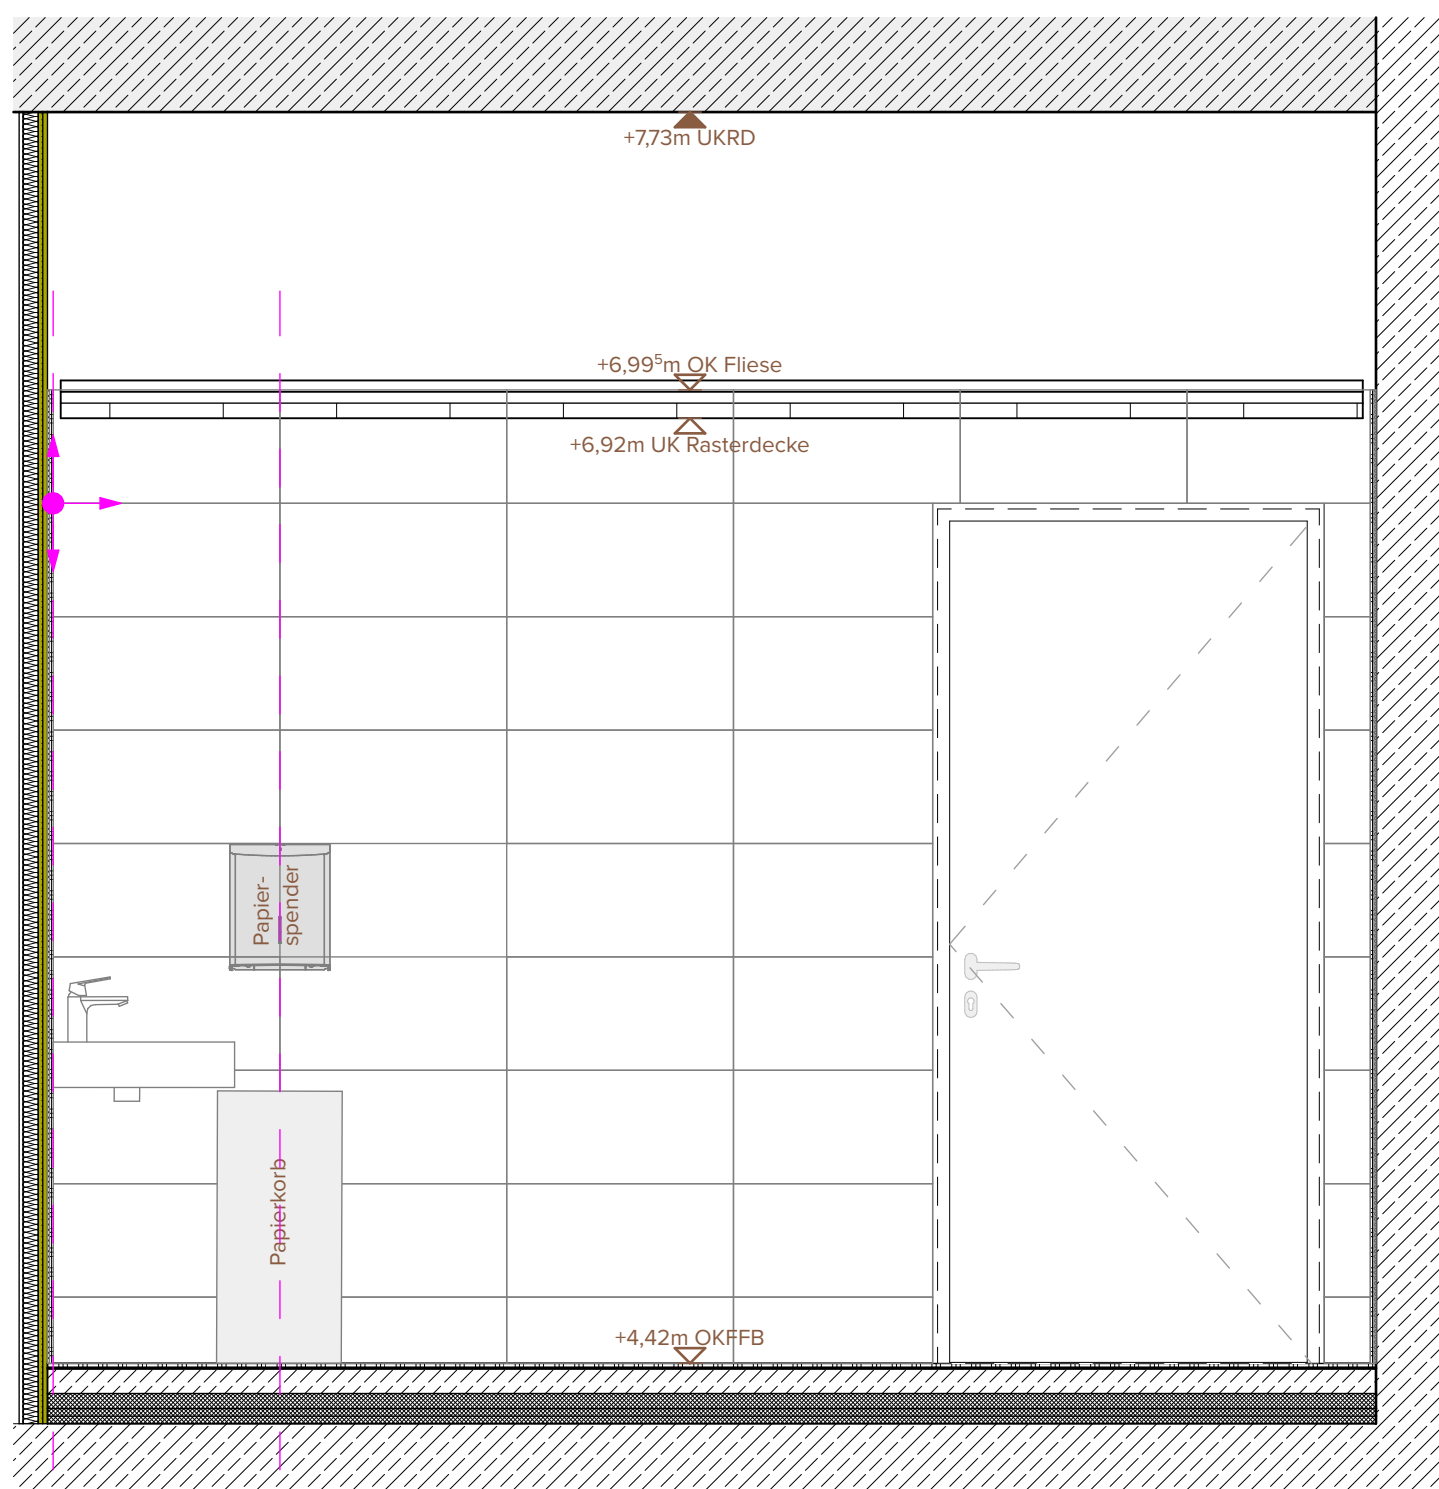 +7,73m UKRD
+6,99⁵m OK Fliese
+6,92m UK Rasterdecke
Papier-
spender
Papierkorb
+4,42m OKFFB